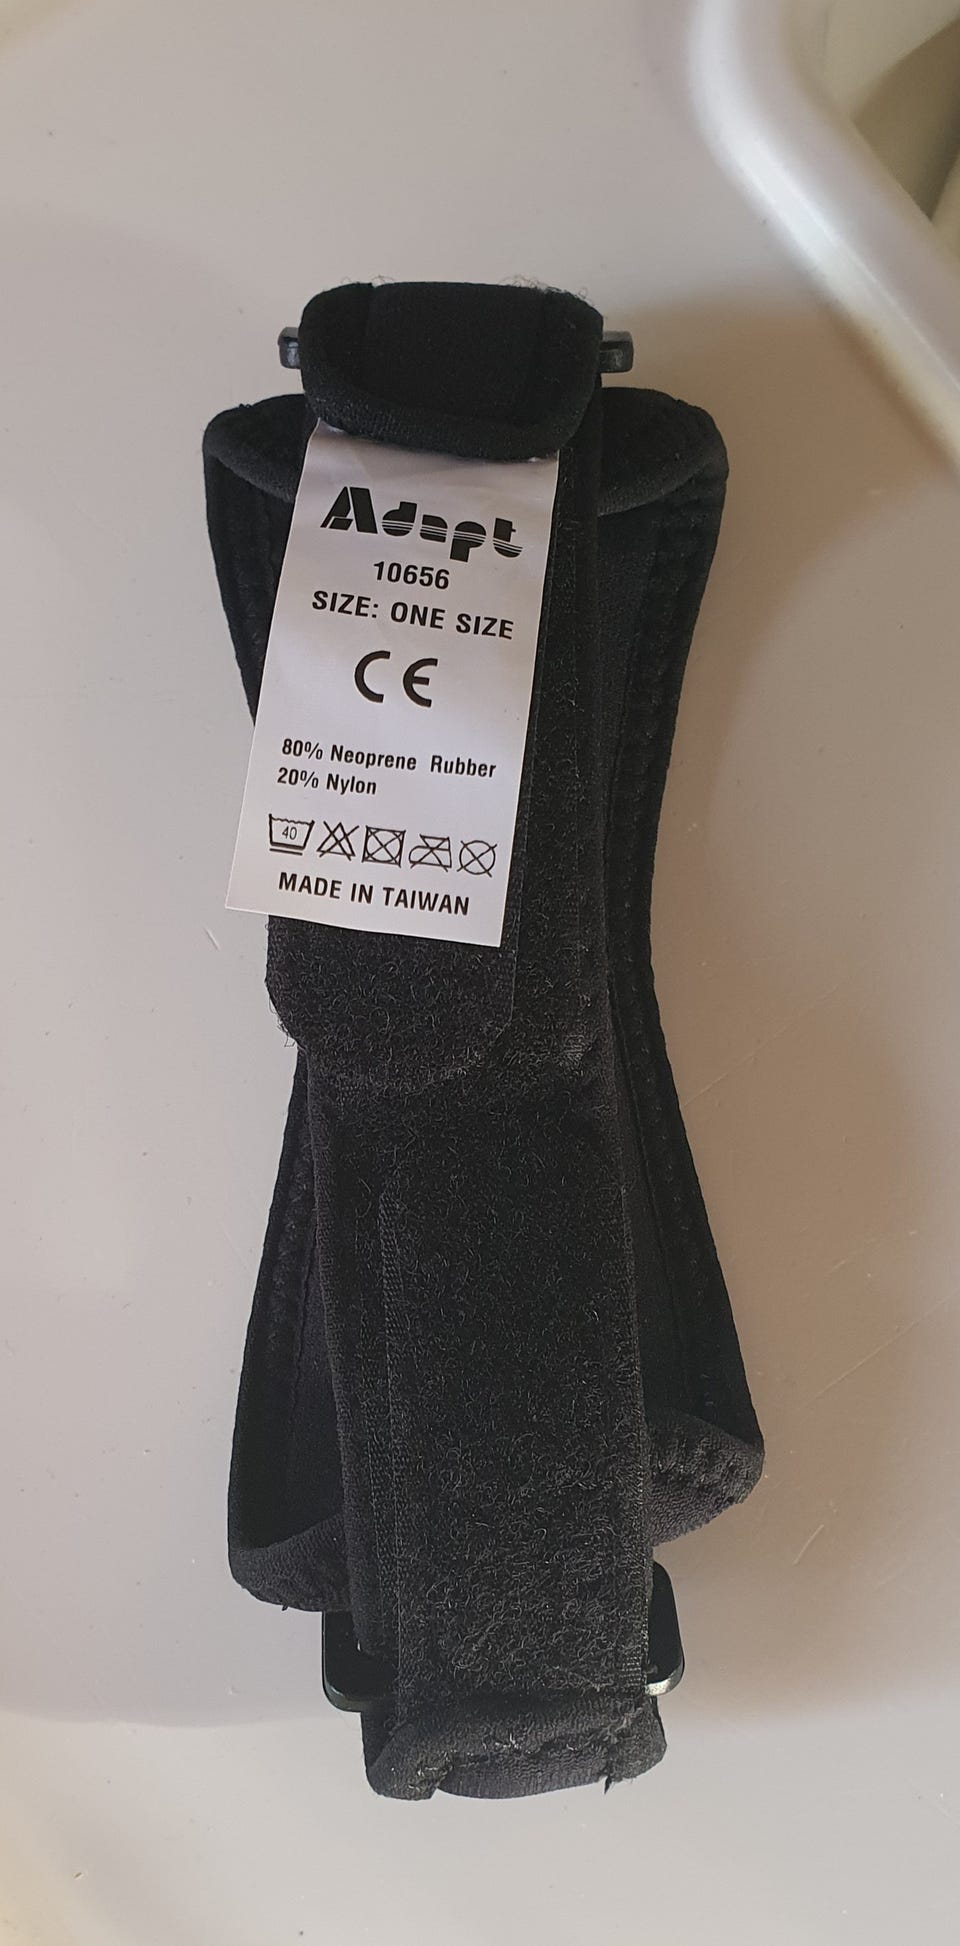 Adapt
10656
SIZE: ONE SIZE
CE
80% Neoprene Rubber
20% Nylon
40
MADE IN TAIWAN